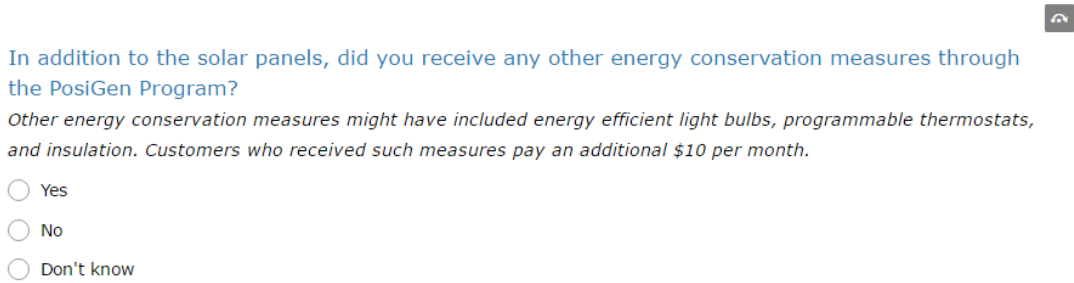 In addition to the solar panels, did you receive any other energy conservation measures through
the PosiGen Program?
Other energy conservation measures might have included energy efficient light bulbs, programmable thermostats,
and insulation. Customers who received such measures pay an additional $10 per month.
Yes
No
Don't know